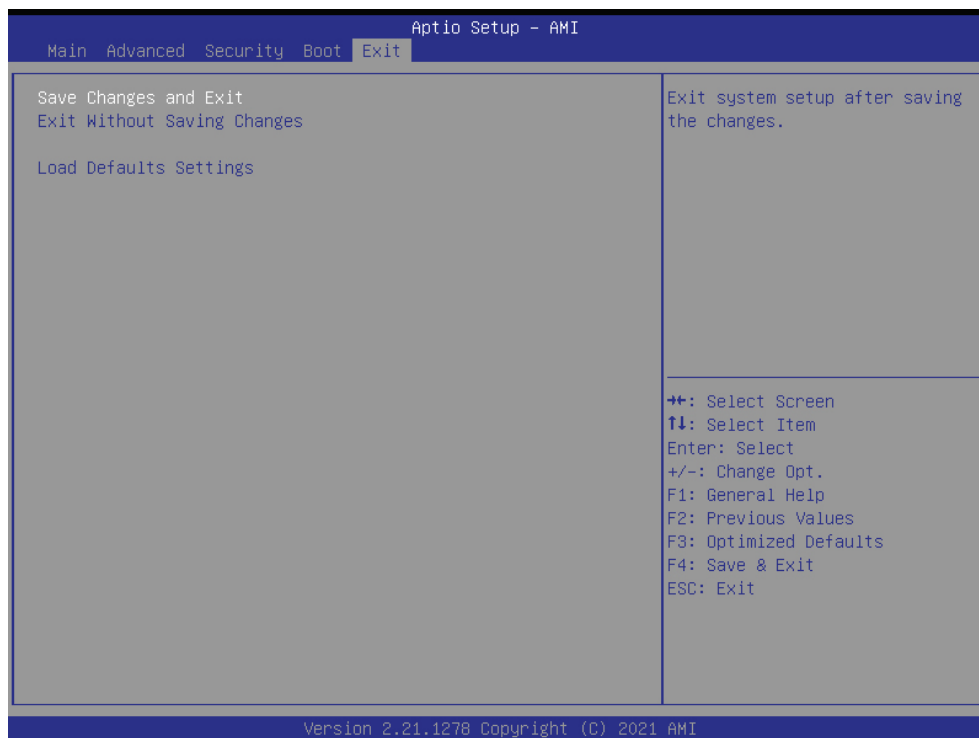 Aptio Setup - AMI
Main Advanced Security Boot Exit
Save Changes and Exit
Exit Without Saving Changes
Load Defaults Settings
Exit system setup after saving
the changes.
→←: Select Screen
↑↓: Select Item
Enter: Select
+/-: Change Opt.
F1: General Help
F2: Previous Values
F3: Optimized Defaults
F4: Save & Exit
ESC: Exit
Version 2.21.1278 Copyright (C) 2021 AMI